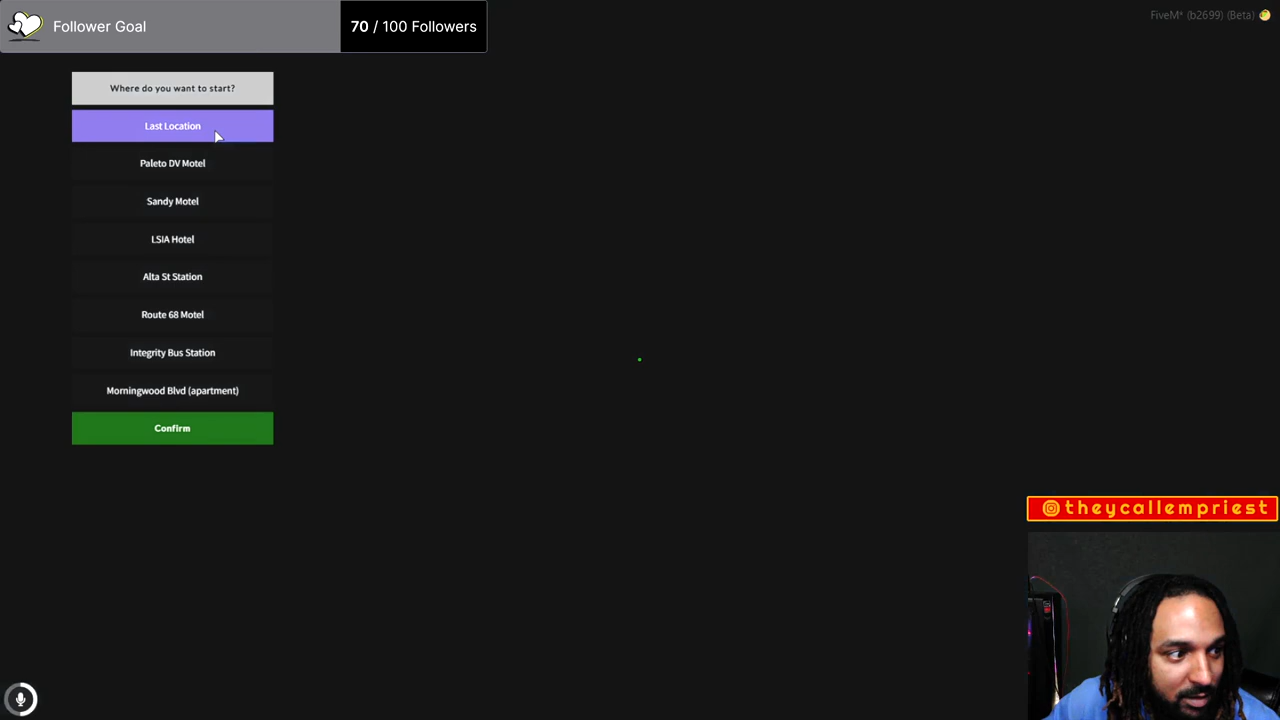 Follower Goal
70 / 100 Followers
FiveM* (b2699) (Beta)
Where do you want to start?
Last Location
Paleto DV Motel
Sandy Motel
LSIA Hotel
Alta St Station
Route 68 Motel
Integrity Bus Station
Morningwood Blvd (apartment)
Confirm
theycallempriest